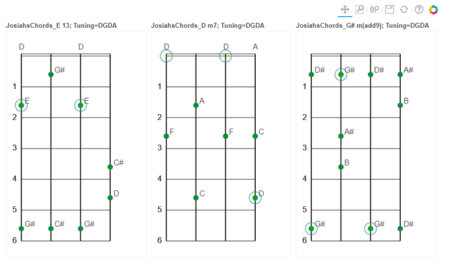 JosiahsChords_E 13; Tuning=DGDA
JosiahsChords_D m7; Tuning=DGDA
JosiahsChords_G# m(add9); Tuning=DGDA
D D
G#
1
E E
2
3
C#
4
D
5
G# C# G#
6
D D A
1
A
2
F F C
3
4
C D
5
6
D# G# D# A#
1
B
2
A#
3
B
4
5
G# G# D#
6